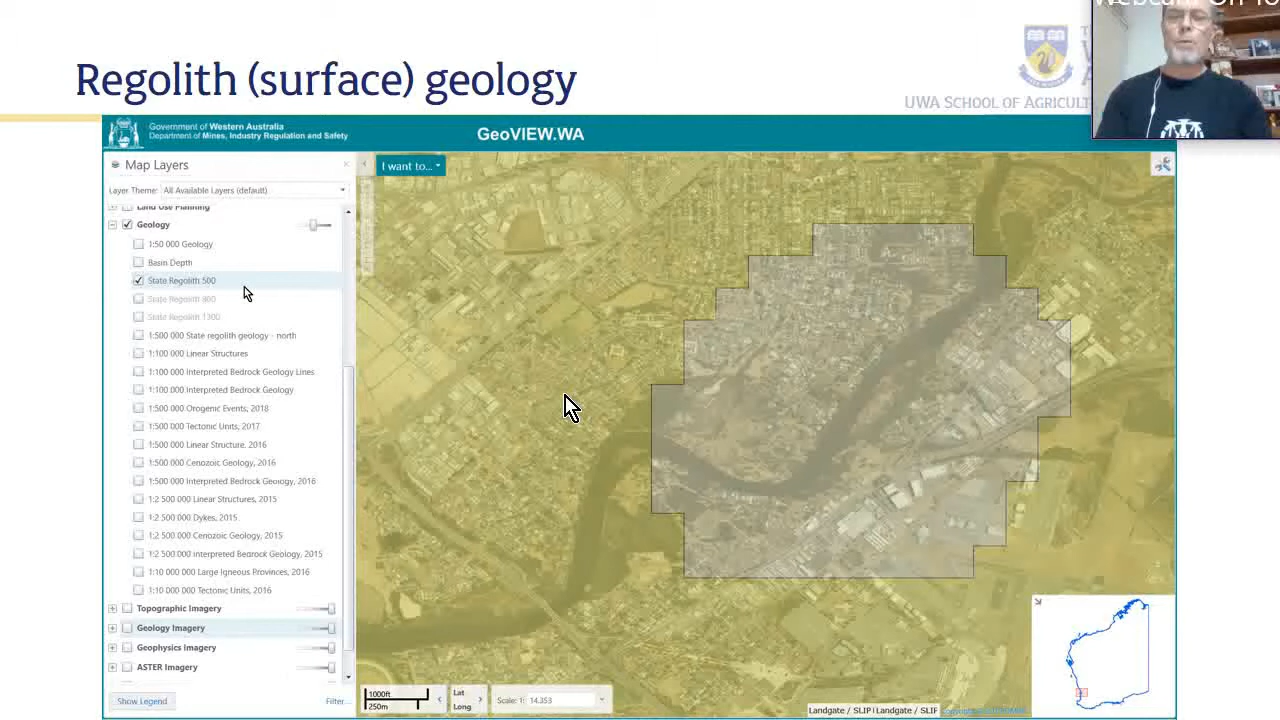 Regolith (surface) geology
UWA SCHOOL OF AGRICULT
Government of Western Australia
Department of Mines, Industry Regulation and Safety
GeoVIEW.WA
Map Layers
I want to...
Layer Theme: All Available Layers (default)
Land Use Planning
Geology
1:50 000 Geology
Basin Depth
State Regolith 500
State Regolith 800
State Regolith 1300
1:500 000 State regolith geology - north
1:100 000 Linear Structures
1:100 000 Interpreted Bedrock Geology Lines
1:100 000 Interpreted Bedrock Geology
1:500 000 Orogenic Events, 2018
1:500 000 Tectonic Units, 2017
1:500 000 Linear Structure, 2016
1:500 000 Cenozoic Geology, 2016
1:500 000 Interpreted Bedrock Geology, 2016
1:2 500 000 Linear Structures, 2015
1:2 500 000 Dykes, 2015
1:2 500 000 Cenozoic Geology, 2015
1:2 500 000 Interpreted Bedrock Geology, 2015
1:10 000 000 Large Igneous Provinces, 2016
1:10 000 000 Tectonic Units, 2016
Topographic Imagery
Geology Imagery
Geophysics Imagery
ASTER Imagery
Show Legend
Filter...
1000ft
250m
Lat
Long
Scale: 1: 14,353
Landgate / SLIP | Landgate / SLIP